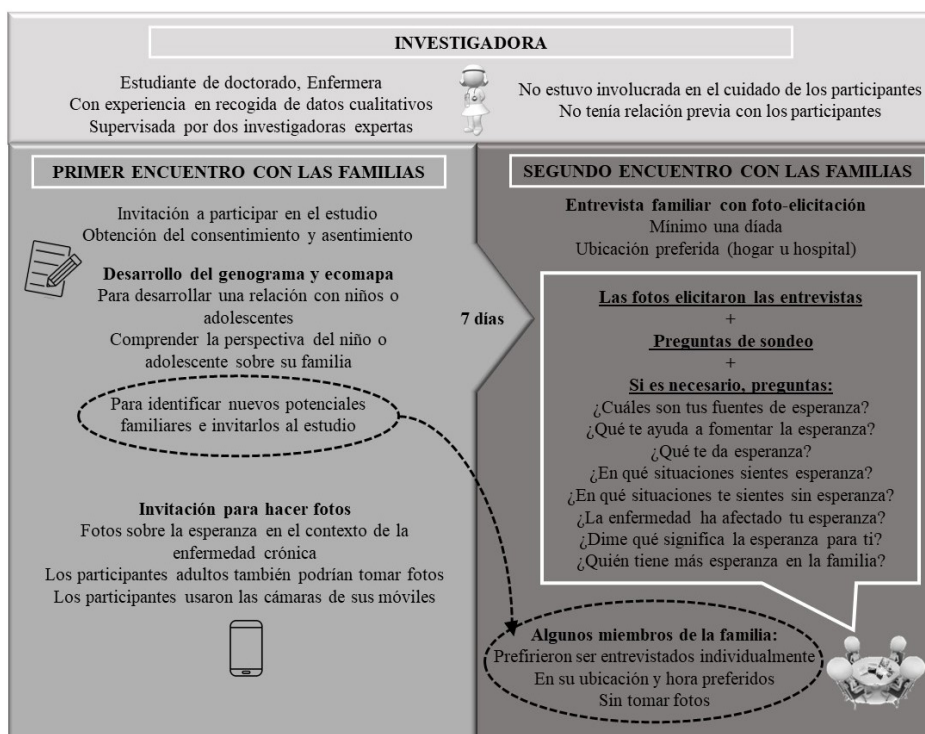 INVESTIGADORA
Estudiante de doctorado, Enfermera
Con experiencia en recogida de datos cualitativos
Supervisada por dos investigadoras expertas
No estuvo involucrada en el cuidado de los participantes
No tenía relación previa con los participantes
PRIMER ENCUENTRO CON LAS FAMILIAS
Invitación a participar en el estudio
Obtención del consentimiento y asentimiento
Desarrollo del genograma y ecomapa
Para desarrollar una relación con niños o
adolescentes
Comprender la perspectiva del niño o
adolescente sobre su familia
Para identificar nuevos potenciales
familiares e invitarlos al estudio
Invitación para hacer fotos
Fotos sobre la esperanza en el contexto de la
enfermedad crónica
Los participantes adultos también podrían tomar fotos
Los participantes usaron las cámaras de sus móviles
7 días
SEGUNDO ENCUENTRO CON LAS FAMILIAS
Entrevista familiar con foto-elicitación
Mínimo una díada
Ubicación preferida (hogar u hospital)
Las fotos elicitaron las entrevistas
+
Preguntas de sondeo
+
Si es necesario, preguntas:
¿Cuáles son tus fuentes de esperanza?
¿Qué te ayuda a fomentar la esperanza?
¿Qué te da esperanza?
¿En qué situaciones sientes esperanza?
¿En qué situaciones te sientes sin esperanza?
¿La enfermedad ha afectado tu esperanza?
¿Dime qué significa la esperanza para ti?
¿Quién tiene más esperanza en la familia?
Algunos miembros de la familia:
Prefirieron ser entrevistados individualmente
En su ubicación y hora preferidos
Sin tomar fotos